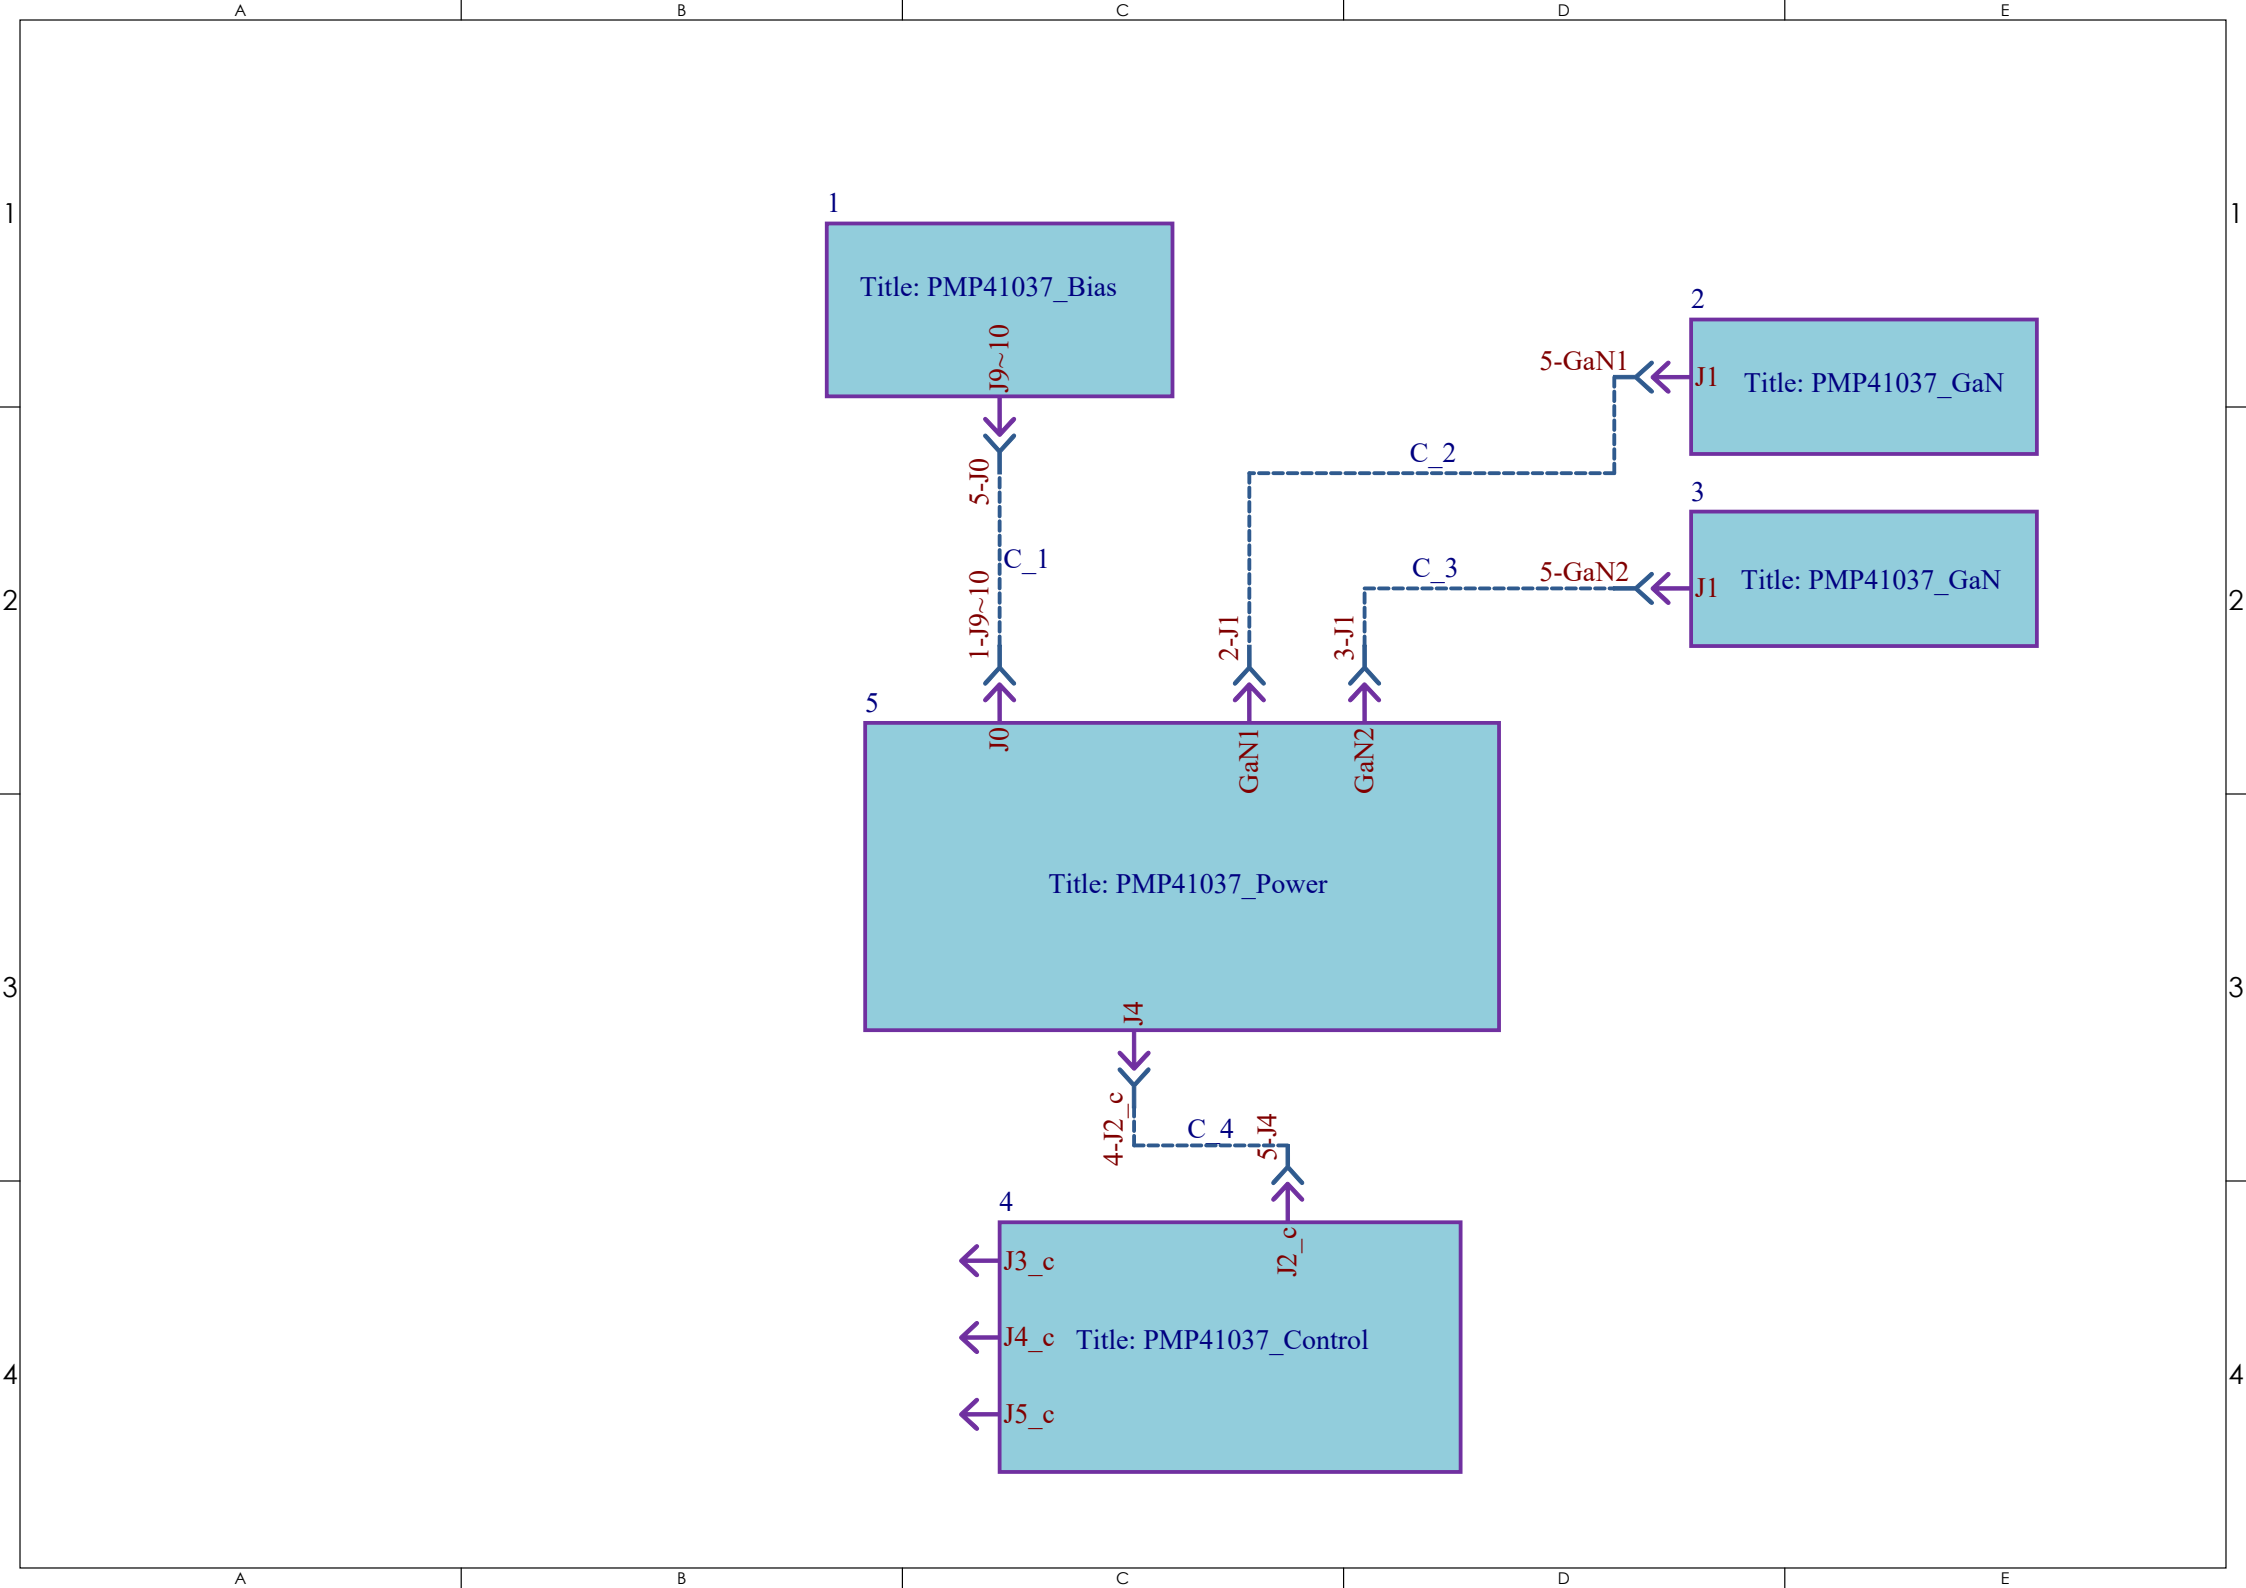 A B C D E
1
1
1
Title: PMP41037_Bias
J9~10
2
5-GaN1
J1
Title: PMP41037_GaN
5-J0
C_2
3
C_1
C_3
5-GaN2
J1
Title: PMP41037_GaN
2
2
1-J9~10
2-J1
3-J1
5
J0
GaN1
GaN2
Title: PMP41037_Power
3
3
J4
4-J2_c
C_4
5-J4
4
J2_c
J3_c
J4_c
Title: PMP41037_Control
4
4
J5_c
A B C D E